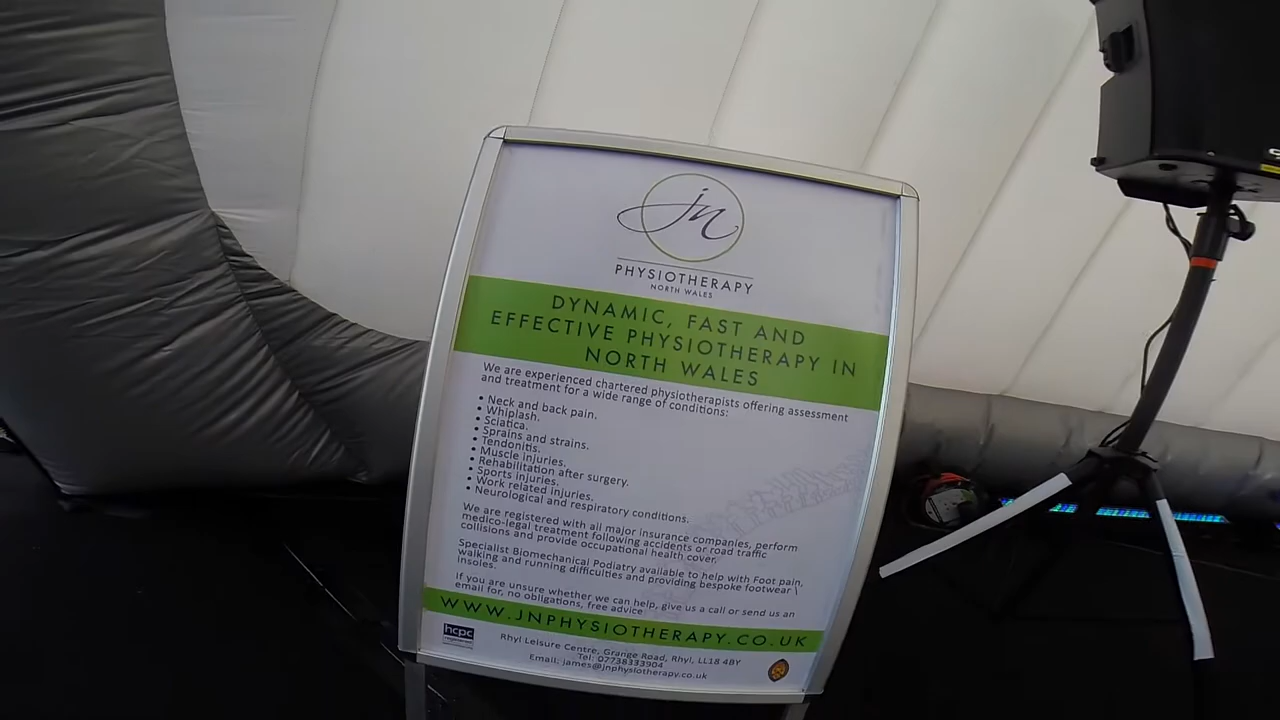 jn
PHYSIOTHERAPY
NORTH WALES
DYNAMIC, FAST AND
EFFECTIVE PHYSIOTHERAPY IN
NORTH WALES
We are experienced chartered physiotherapists offering assessment
and treatment for a wide range of conditions:
• Neck and back pain.
• Whiplash.
• Sciatica.
• Sprains and strains.
• Tendonitis.
• Muscle injuries.
• Rehabilitation after surgery.
• Sports injuries.
• Work related injuries.
• Neurological and respiratory conditions.
We are registered with all major insurance companies, perform
medico-legal treatment following accidents or road traffic
collisions and provide occupational health cover.
Specialist Biomechanical Podiatry available to help with Foot pain,
walking and running difficulties and providing bespoke footwear \
insoles.
If you are unsure whether we can help, give us a call or send us an
email for, no obligations, free advice
WWW.JNPHYSIOTHERAPY.CO.UK
hcpc
Rhyl Leisure Centre, Grange Road, Rhyl, LL18 4BY
Tel: 07738333904
Email: james@jnphysiotherapy.co.uk